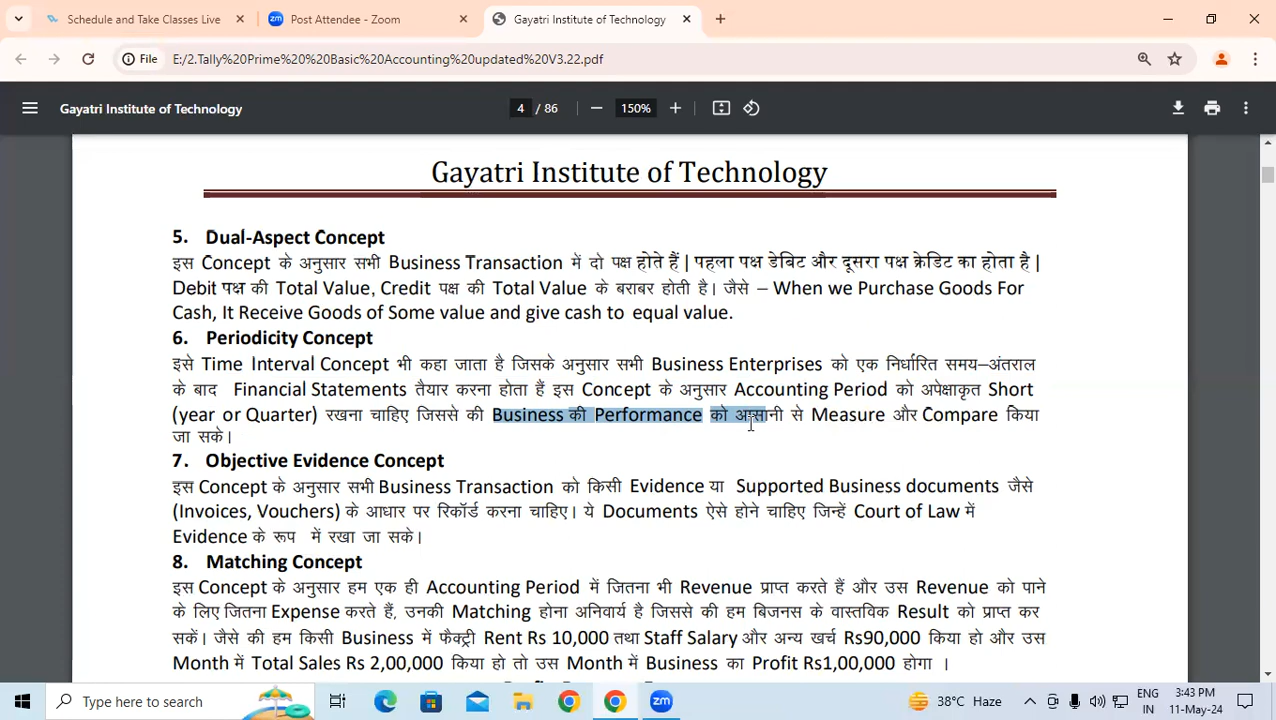 Schedule and Take Classes Live
Post Attendee - Zoom
Gayatri Institute of Technology
File
E:/2.Tally%20Prime%20%20Basic%20Accounting%20updated%20V3.22.pdf
Gayatri Institute of Technology
4 / 86
150%
Gayatri Institute of Technology
5. Dual-Aspect Concept
इस Concept के अनुसार सभी Business Transaction में दो पक्ष होते हैं | पहला पक्ष डेबिट और दूसरा पक्ष क्रेडिट का होता है |
Debit पक्ष की Total Value, Credit पक्ष की Total Value के बराबर होती है। जैसे – When we Purchase Goods For
Cash, It Receive Goods of Some value and give cash to equal value.
6. Periodicity Concept
इसे Time Interval Concept भी कहा जाता है जिसके अनुसार सभी Business Enterprises को एक निर्धारित समय–अंतराल
के बाद Financial Statements तैयार करना होता हैं इस Concept के अनुसार Accounting Period को अपेक्षाकृत Short
(year or Quarter) रखना चाहिए जिससे की Business की Performance को आसानी से Measure और Compare किया
जा सके।
7. Objective Evidence Concept
इस Concept के अनुसार सभी Business Transaction को किसी Evidence या Supported Business documents जैसे
(Invoices, Vouchers) के आधार पर रिकॉर्ड करना चाहिए। ये Documents ऐसे होने चाहिए जिन्हें Court of Law में
Evidence के रूप में रखा जा सके।
8. Matching Concept
इस Concept के अनुसार हम एक ही Accounting Period में जितना भी Revenue प्राप्त करते हैं और उस Revenue को पाने
के लिए जितना Expense करते हैं, उनकी Matching होना अनिवार्य है जिससे की हम बिजनस के वास्तविक Result को प्राप्त कर
सकें। जैसे की हम किसी Business में फैक्ट्री Rent Rs 10,000 तथा Staff Salary और अन्य खर्च Rs90,000 किया हो और उस
Month में Total Sales Rs 2,00,000 किया हो तो उस Month में Business का Profit Rs1,00,000 होगा ।
Type here to search
38°C Haze
ENG
IN
3:43 PM
11-May-24